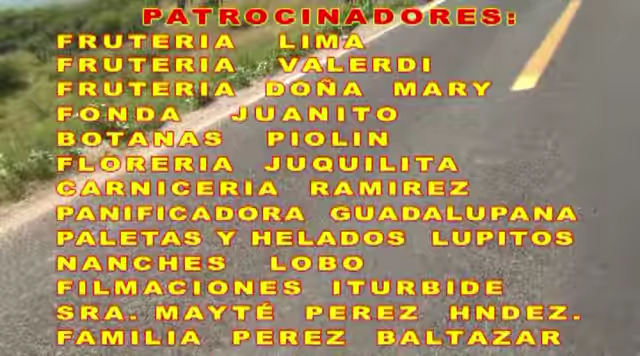 PATROCINADORES:
FRUTERIA LIMA
FRUTERIA VALERDI
FRUTERIA DOÑA MARY
FONDA JUANITO
BOTANAS PIOLIN
FLORERIA JUQUILITA
CARNICERIA RAMIREZ
PANIFICADORA GUADALUPANA
PALETAS Y HELADOS LUPITOS
NANCHES LOBO
FILMACIONES ITURBIDE
SRA. MAYTÉ PEREZ HNDEZ.
FAMILIA PEREZ BALTAZAR